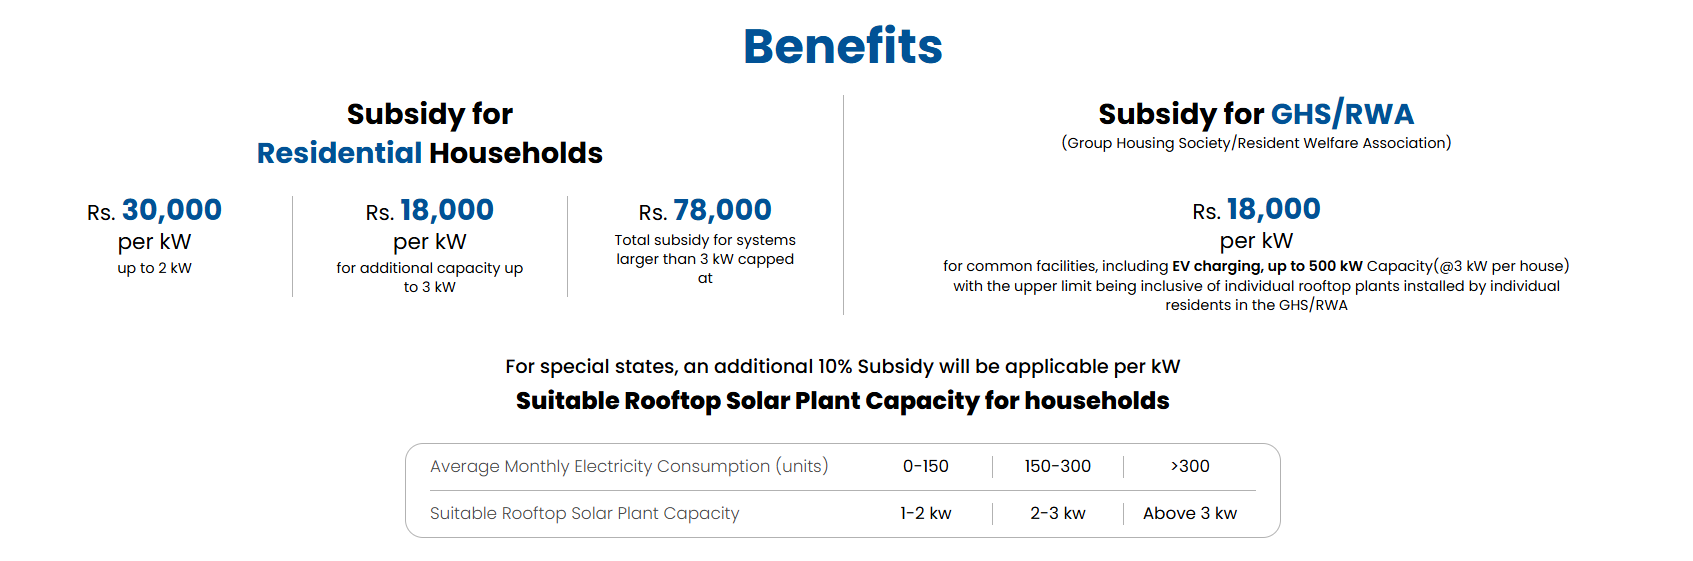 Benefits
Subsidy for
Residential Households
Rs. 30,000
per kW
up to 2 kW
Rs. 18,000
per kW
for additional capacity up
to 3 kW
Rs. 78,000
Total subsidy for systems
larger than 3 kW capped
at
Subsidy for GHS/RWA
(Group Housing Society/Resident Welfare Association)
Rs. 18,000
per kW
for common facilities, including EV charging, up to 500 kW Capacity(@3 kW per house)
with the upper limit being inclusive of individual rooftop plants installed by individual
residents in the GHS/RWA
For special states, an additional 10% Subsidy will be applicable per kW
Suitable Rooftop Solar Plant Capacity for households
Average Monthly Electricity Consumption (units) 0-150 150-300 >300
Suitable Rooftop Solar Plant Capacity 1-2 kw 2-3 kw Above 3 kw